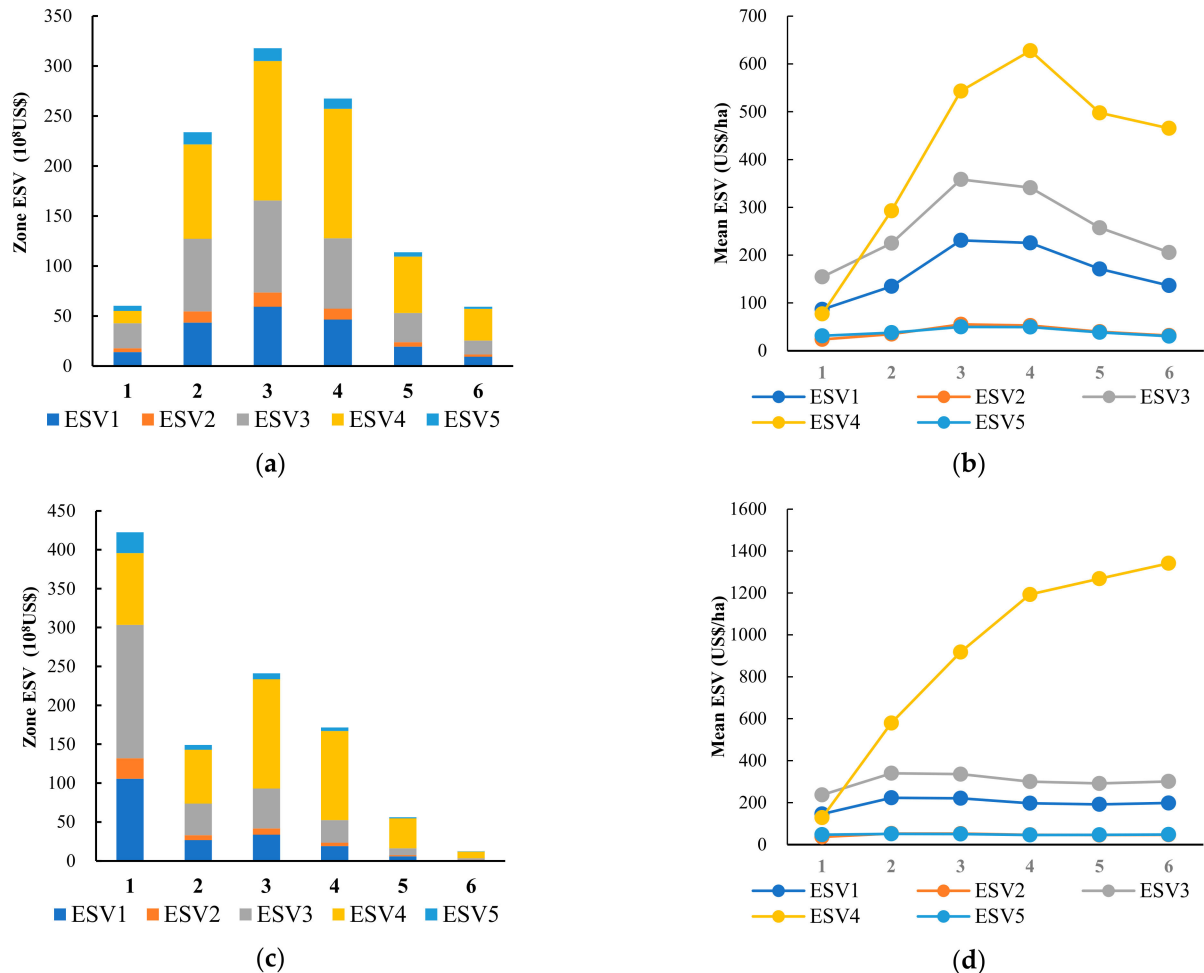 Zone ESV (10⁸US$)
350
300
250
200
150
100
50
0
1 2 3 4 5 6
ESV1 ESV2 ESV3 ESV4 ESV5
(a)
Mean ESV (US$/ha)
700
600
500
400
300
200
100
0
1 2 3 4 5 6
ESV1 ESV2 ESV3
ESV4 ESV5
(b)
Zone ESV (10⁸US$)
450
400
350
300
250
200
150
100
50
0
1 2 3 4 5 6
ESV1 ESV2 ESV3 ESV4 ESV5
(c)
Mean ESV (US$/ha)
1600
1400
1200
1000
800
600
400
200
0
1 2 3 4 5 6
ESV1 ESV2 ESV3
ESV4 ESV5
(d)